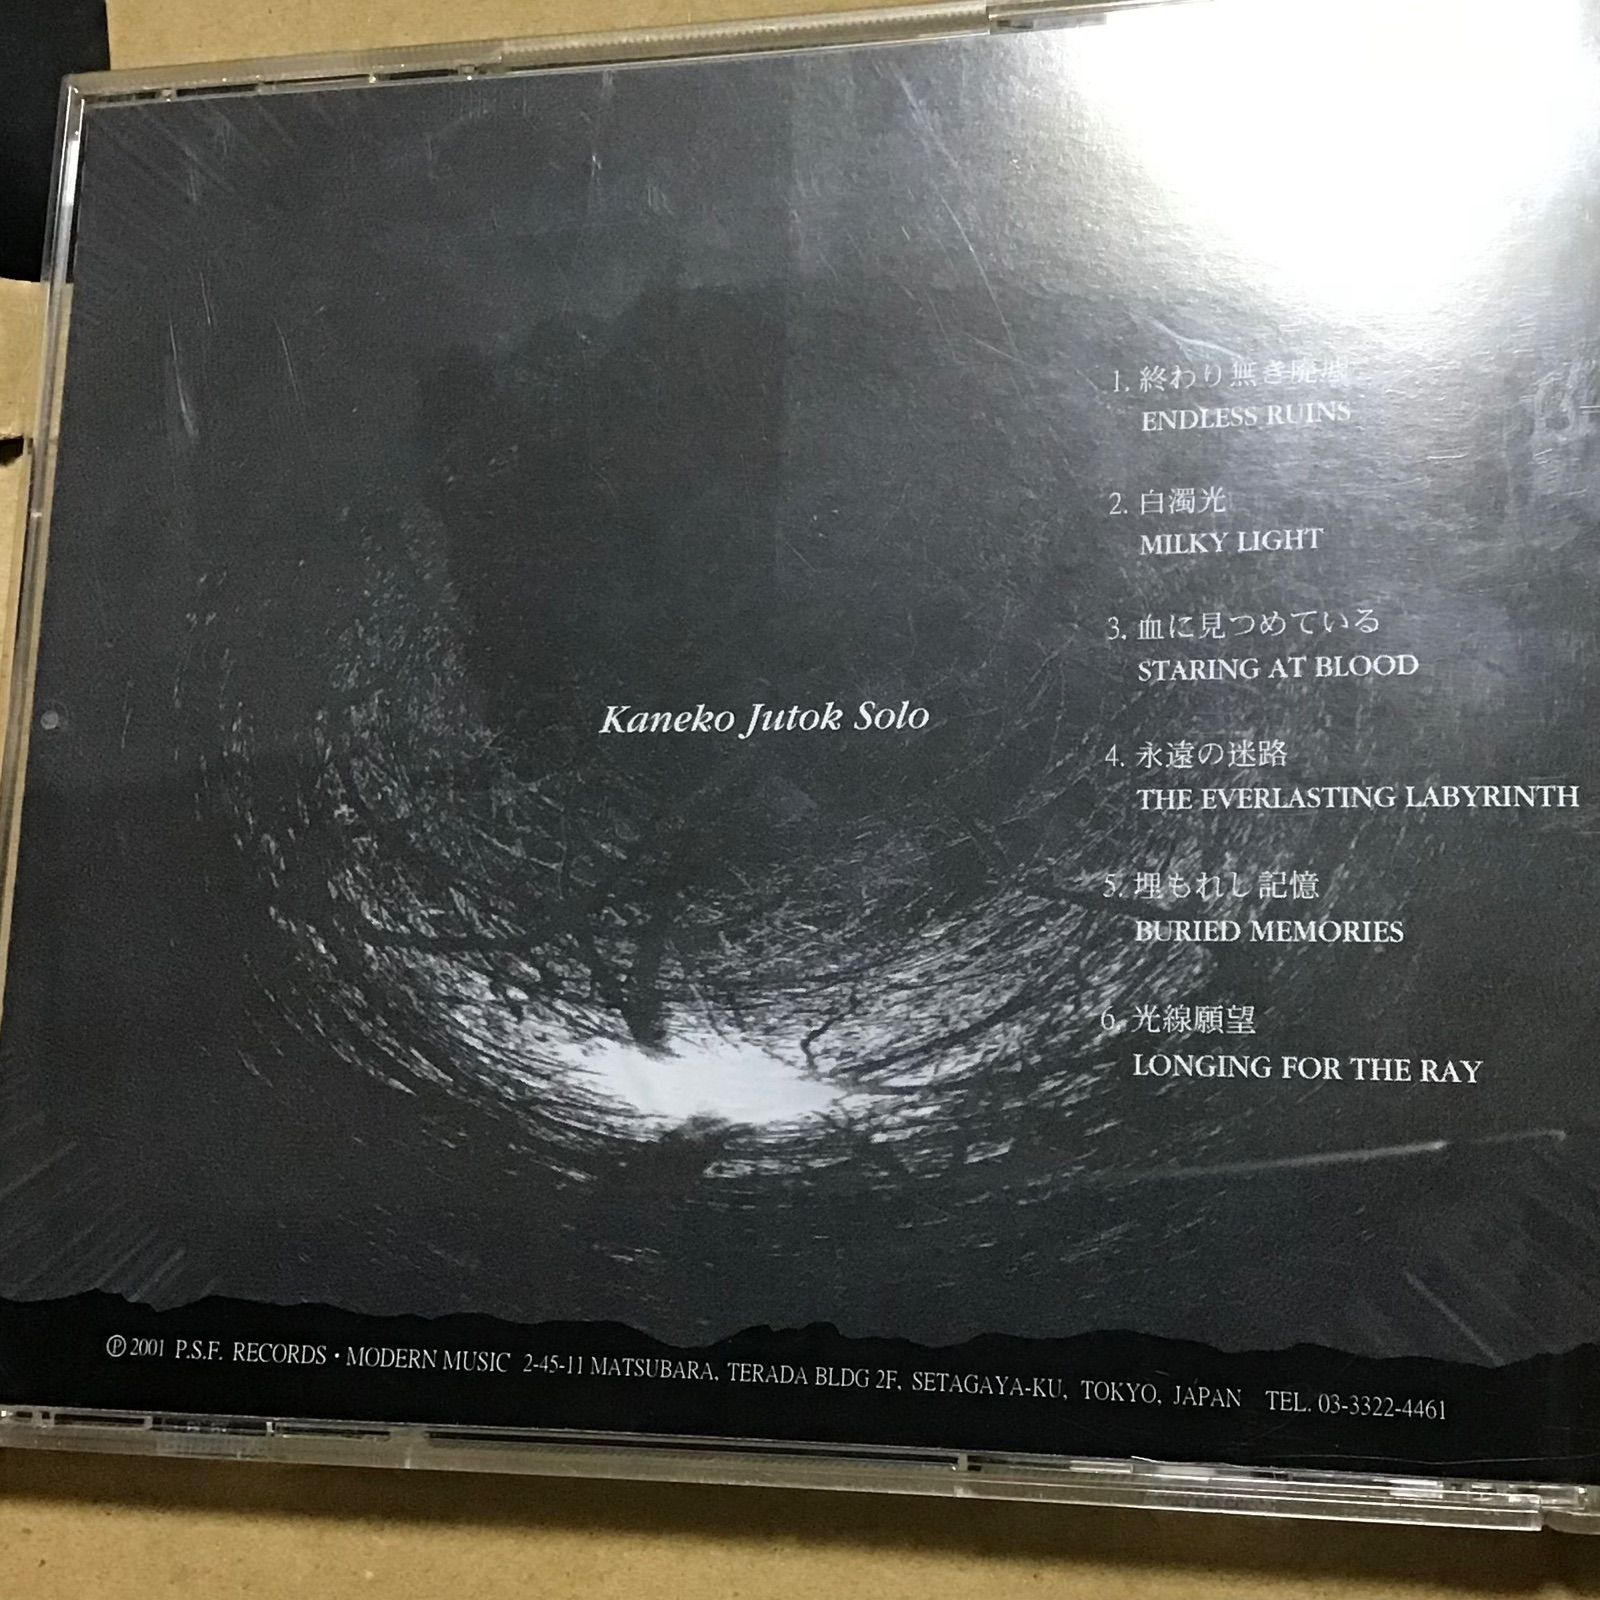 Kaneko Jutok Solo
1. 終わり無き廃墟
ENDLESS RUINS
2. 白濁光
MILKY LIGHT
3. 血に見つめている
STARING AT BLOOD
4. 永遠の迷路
THE EVERLASTING LABYRINTH
5. 埋もれし記憶
BURIED MEMORIES
6. 光線願望
LONGING FOR THE RAY
Ⓟ 2001 P.S.F. RECORDS・MODERN MUSIC 2-45-11 MATSUBARA, TERADA BLDG 2F, SETAGAYA-KU, TOKYO, JAPAN TEL. 03-3322-4461